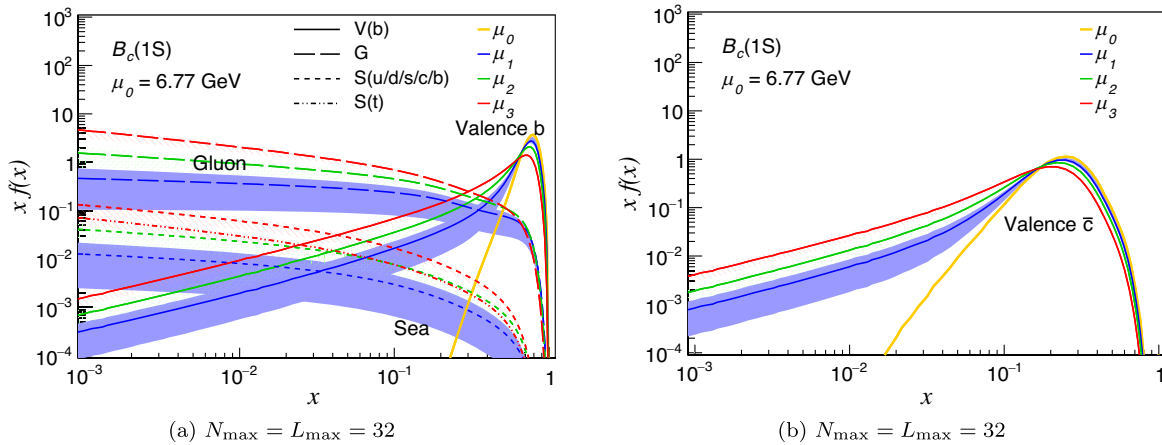 10³
10²
10
1
10⁻¹
10⁻²
10⁻³
10⁻⁴
x f(x)
B_c(1S)
μ_0 = 6.77 GeV
V(b)
G
S(u/d/s/c/b)
S(t)
μ_0
μ_1
μ_2
μ_3
Valence b
Gluon
Sea
10⁻³ 10⁻² 10⁻¹ 1
x
(a) N_max = L_max = 32
10³
10²
10
1
10⁻¹
10⁻²
10⁻³
10⁻⁴
x f(x)
B_c(1S)
μ_0 = 6.77 GeV
μ_0
μ_1
μ_2
μ_3
Valence c̄
10⁻³ 10⁻² 10⁻¹ 1
x
(b) N_max = L_max = 32